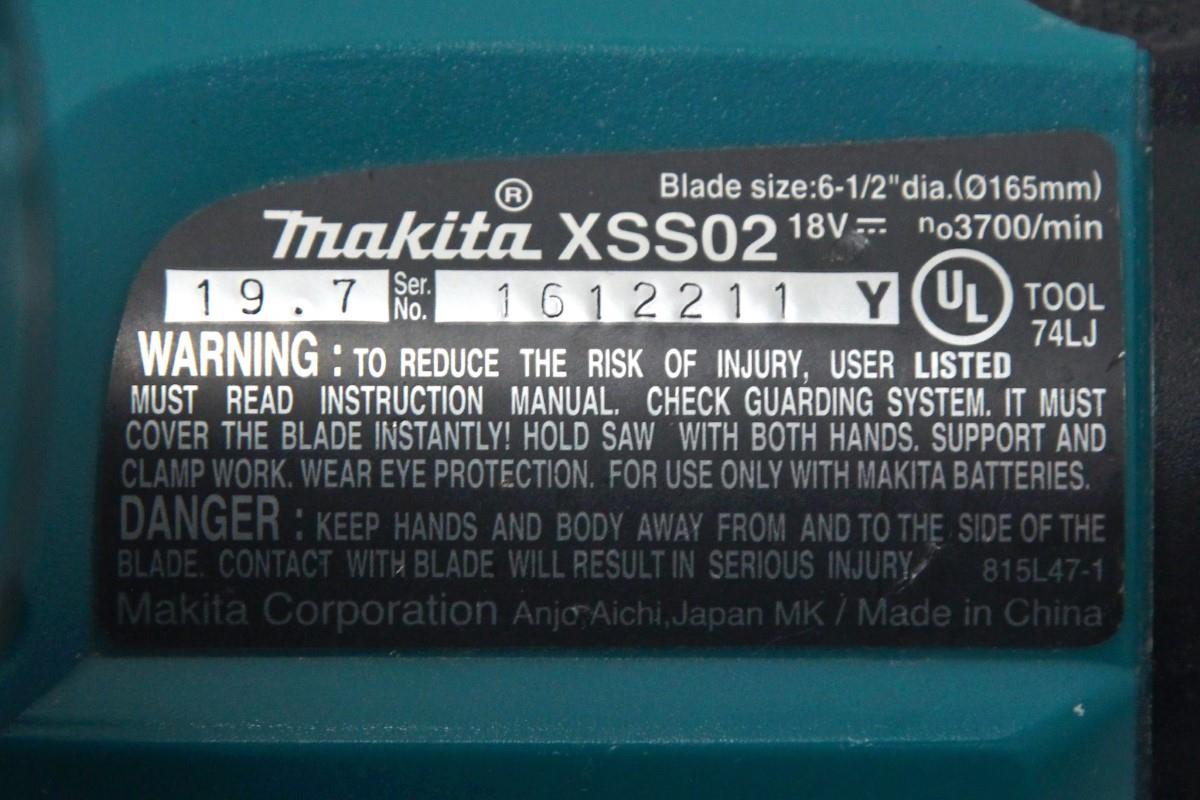 Blade size:6-1/2"dia.(Ø165mm)
makita® XSS02 18V⎓ no3700/min
19.7 Ser. No. 1612211 Y UL TOOL 74LJ
WARNING : TO REDUCE THE RISK OF INJURY, USER LISTED
MUST READ INSTRUCTION MANUAL. CHECK GUARDING SYSTEM. IT MUST
COVER THE BLADE INSTANTLY! HOLD SAW WITH BOTH HANDS. SUPPORT AND
CLAMP WORK. WEAR EYE PROTECTION. FOR USE ONLY WITH MAKITA BATTERIES.
DANGER : KEEP HANDS AND BODY AWAY FROM AND TO THE SIDE OF THE
BLADE. CONTACT WITH BLADE WILL RESULT IN SERIOUS INJURY. 815L47-1
Makita Corporation Anjo,Aichi,Japan MK / Made in China